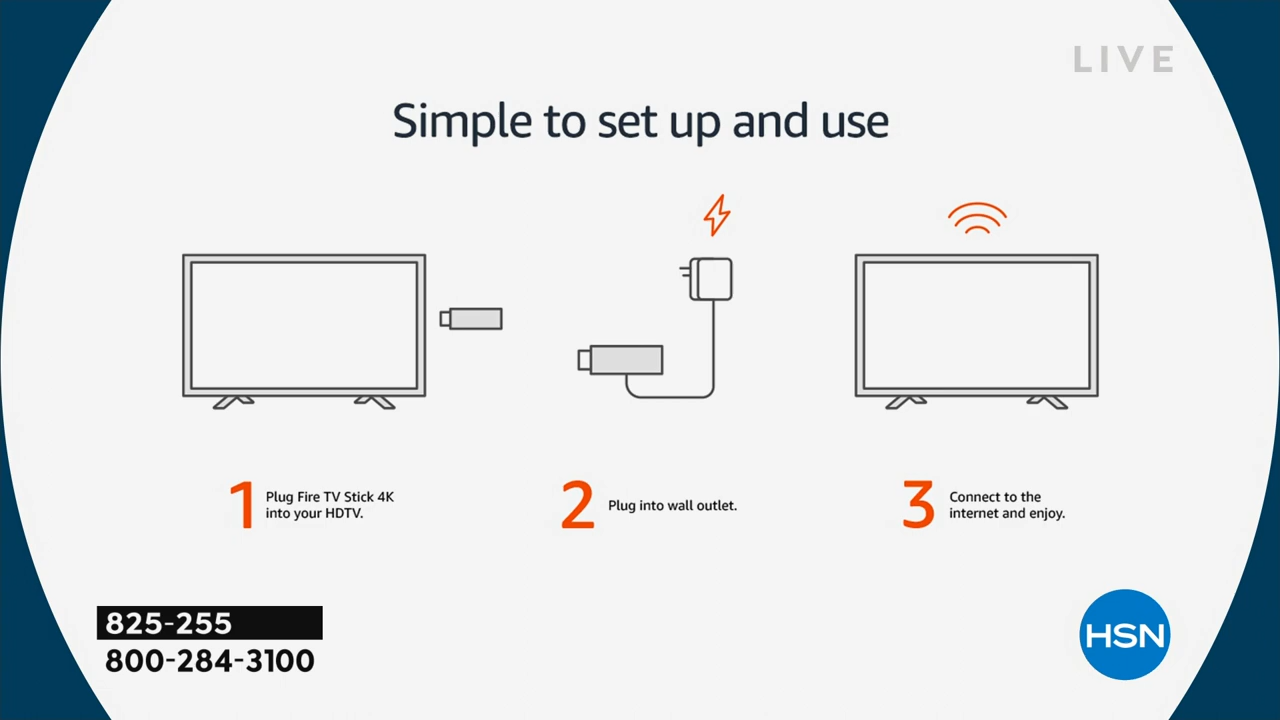 LIVE
Simple to set up and use
1 Plug Fire TV Stick 4K
into your HDTV.
2 Plug into wall outlet.
3 Connect to the
internet and enjoy.
825-255
800-284-3100
HSN